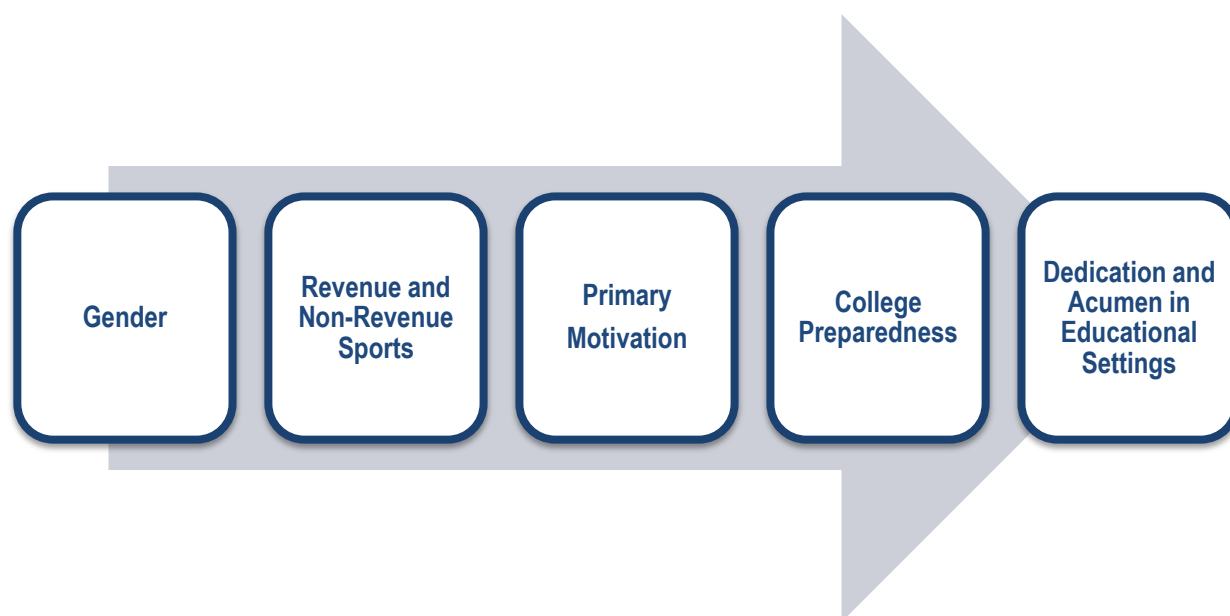 Gender
Revenue and
Non-Revenue
Sports
Primary
Motivation
College
Preparedness
Dedication and
Acumen in
Educational
Settings